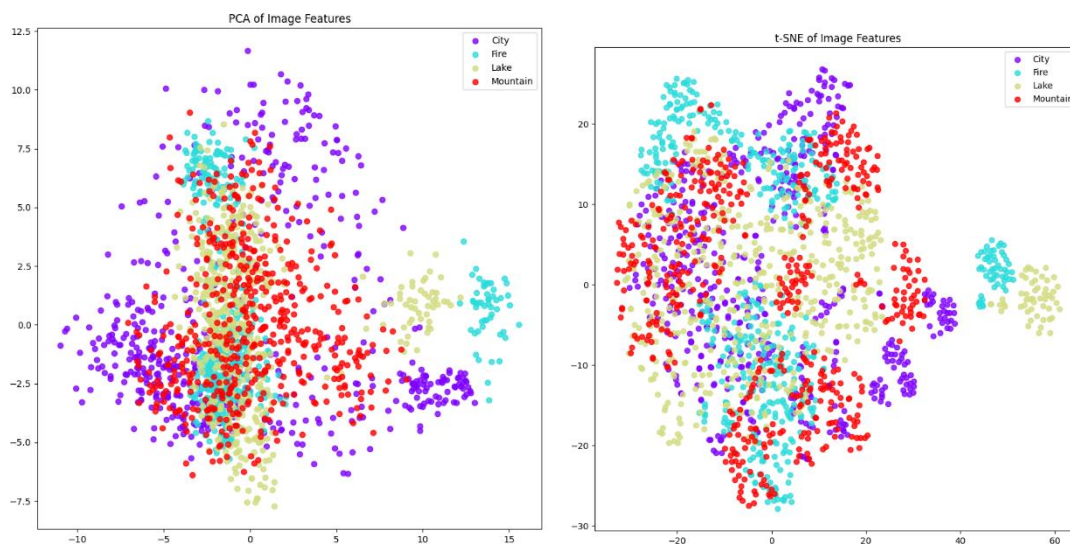 PCA of Image Features
City
Fire
Lake
Mountain
12.5
10.0
7.5
5.0
2.5
0.0
−2.5
−5.0
−7.5
−10
−5
0
5
10
15
t-SNE of Image Features
City
Fire
Lake
Mountain
20
10
0
−10
−20
−30
−20
0
20
40
60